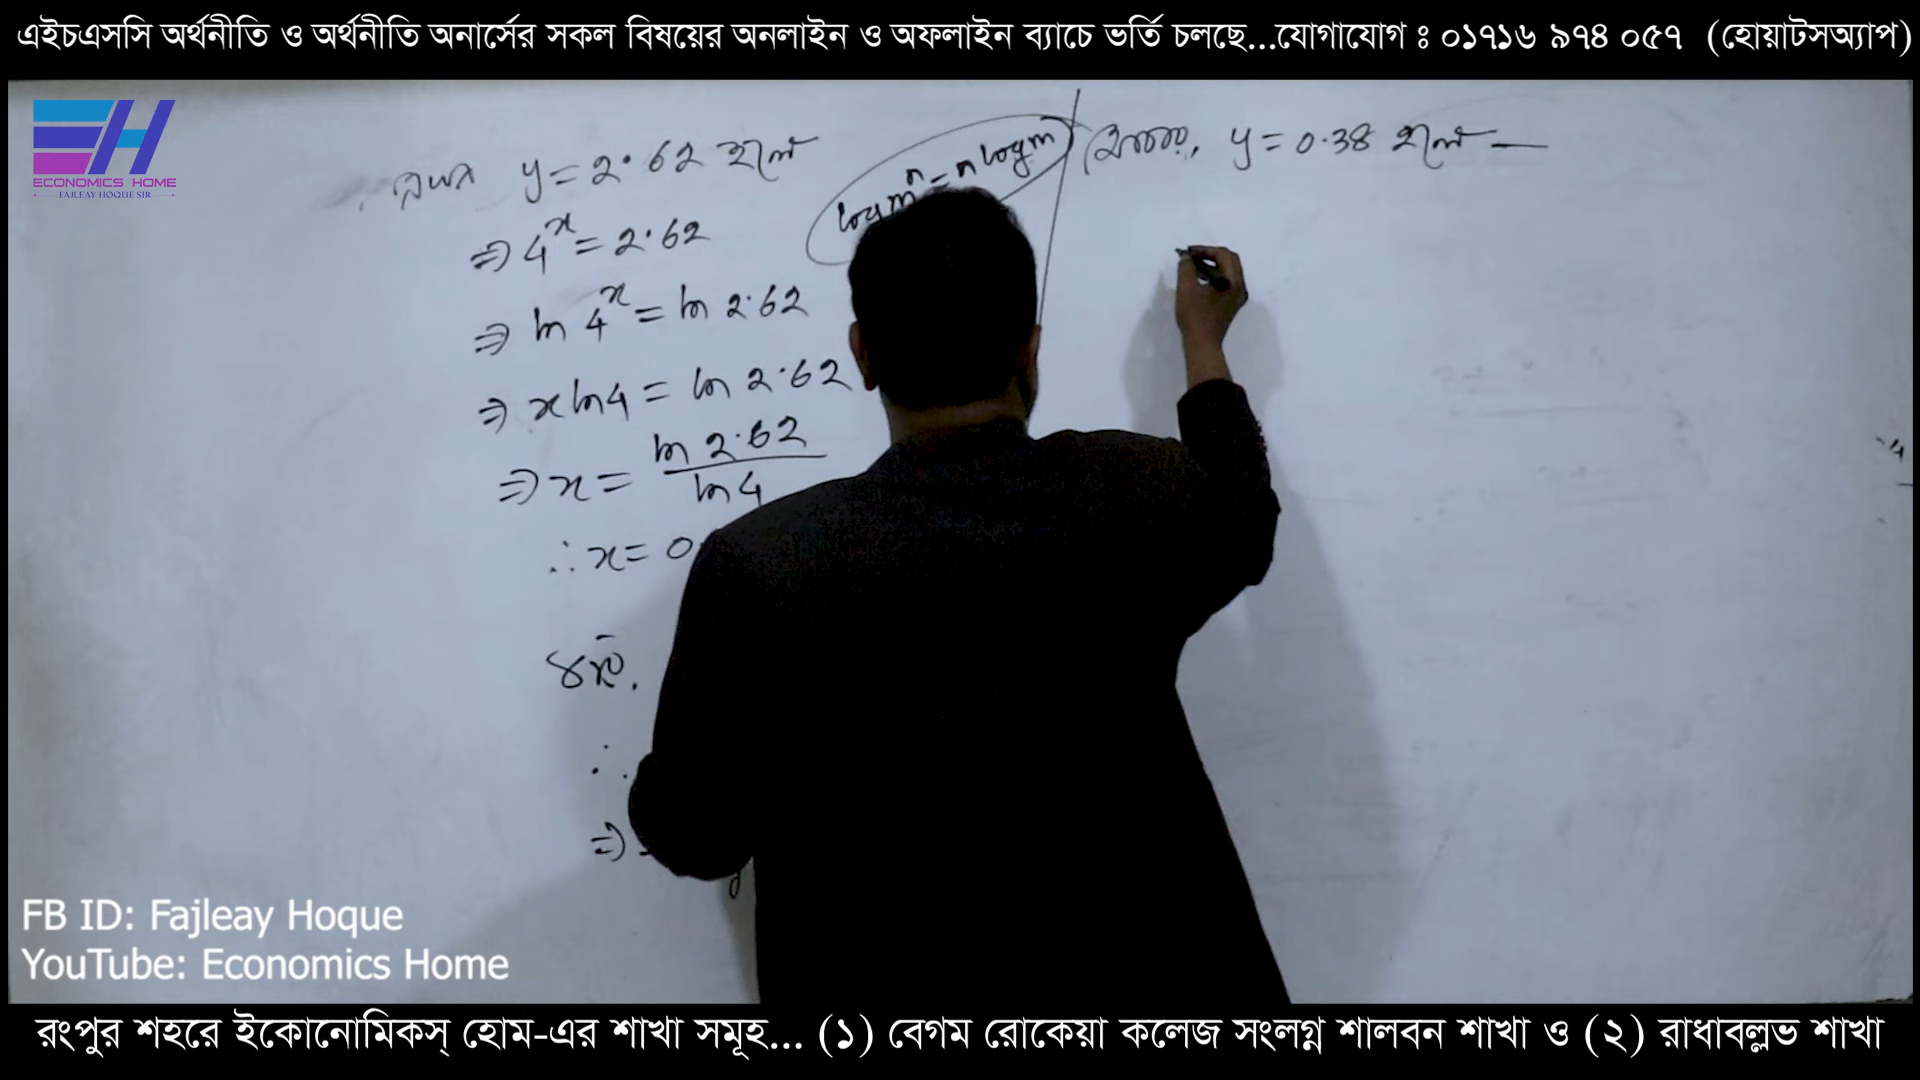 এইচএসসি অর্থনীতি ও অর্থনীতি অনার্সের সকল বিষয়ের অনলাইন ও অফলাইন ব্যাচে ভর্তি চলছে...যোগাযোগ ঃ ০১৭১৬ ৯৭৪ ০৫৭ (হোয়াটসঅ্যাপ)
EH
ECONOMICS HOME
FAJLEAY HOQUE SIR
y = 2.62 হলে
⇒ 4^x = 2.62
⇒ ln 4^x = ln 2.62
⇒ x ln4 = ln 2.62
⇒ x = ln 2.62 / ln 4
∴ x = 0
log m^n = n log m
আবার, y = 0.38 হলে —
FB ID: Fajleay Hoque
YouTube: Economics Home
রংপুর শহরে ইকোনোমিকস্ হোম-এর শাখা সমূহ... (১) বেগম রোকেয়া কলেজ সংলগ্ন শালবন শাখা ও (২) রাধাবল্লভ শাখা